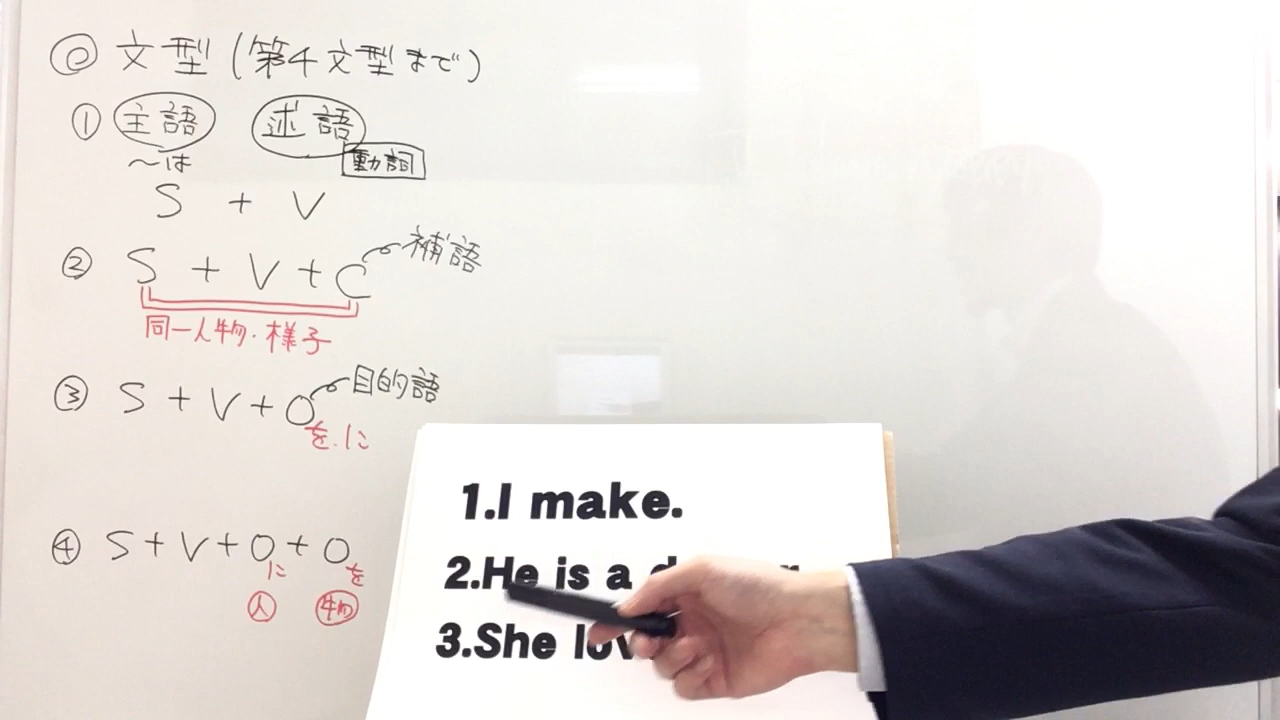 ◎ 文型(第4文型まで)
① 主語 述語
~は 動詞
S + V
② S + V + C 補語
同一人物・様子
③ S + V + O 目的語
を.に
④ S + V + O + O
に を
人 物
1.I make.
2.He is a
3.She